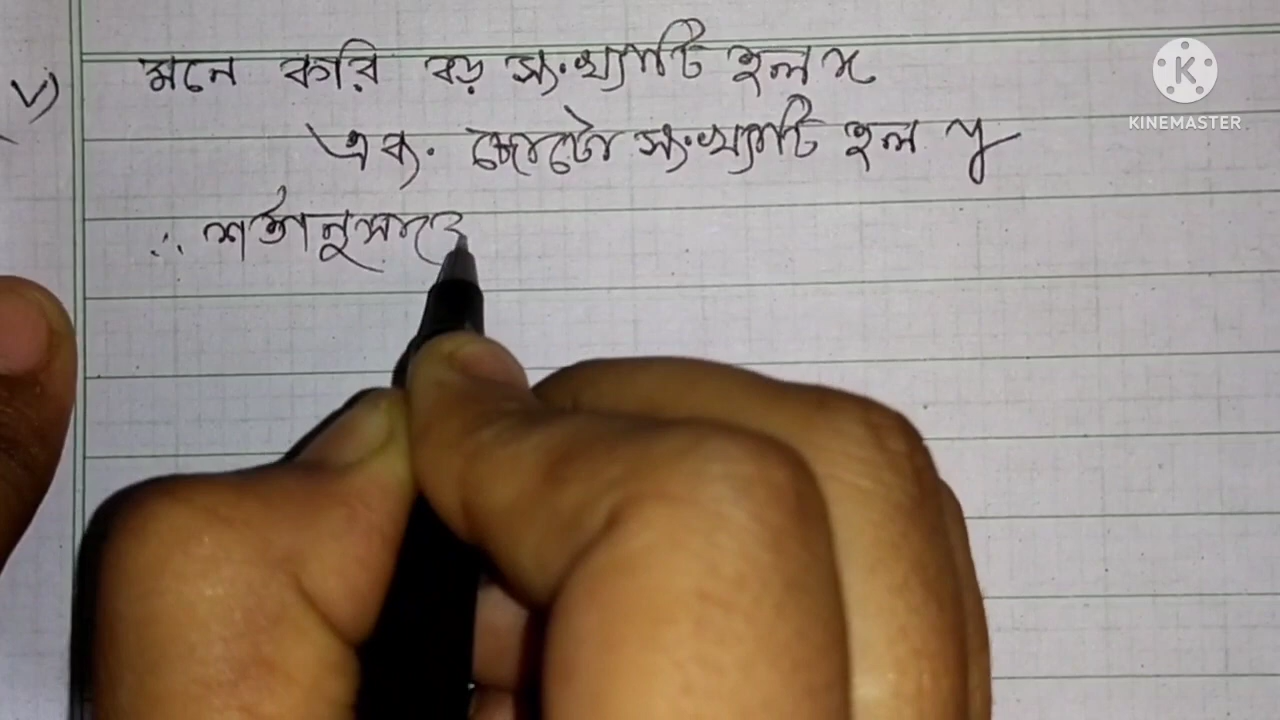 v) মনে করি বড় সংখ্যাটি হল x
এবং ছোটো সংখ্যাটি হল y
∴ শর্তানুসারে
KINEMASTER